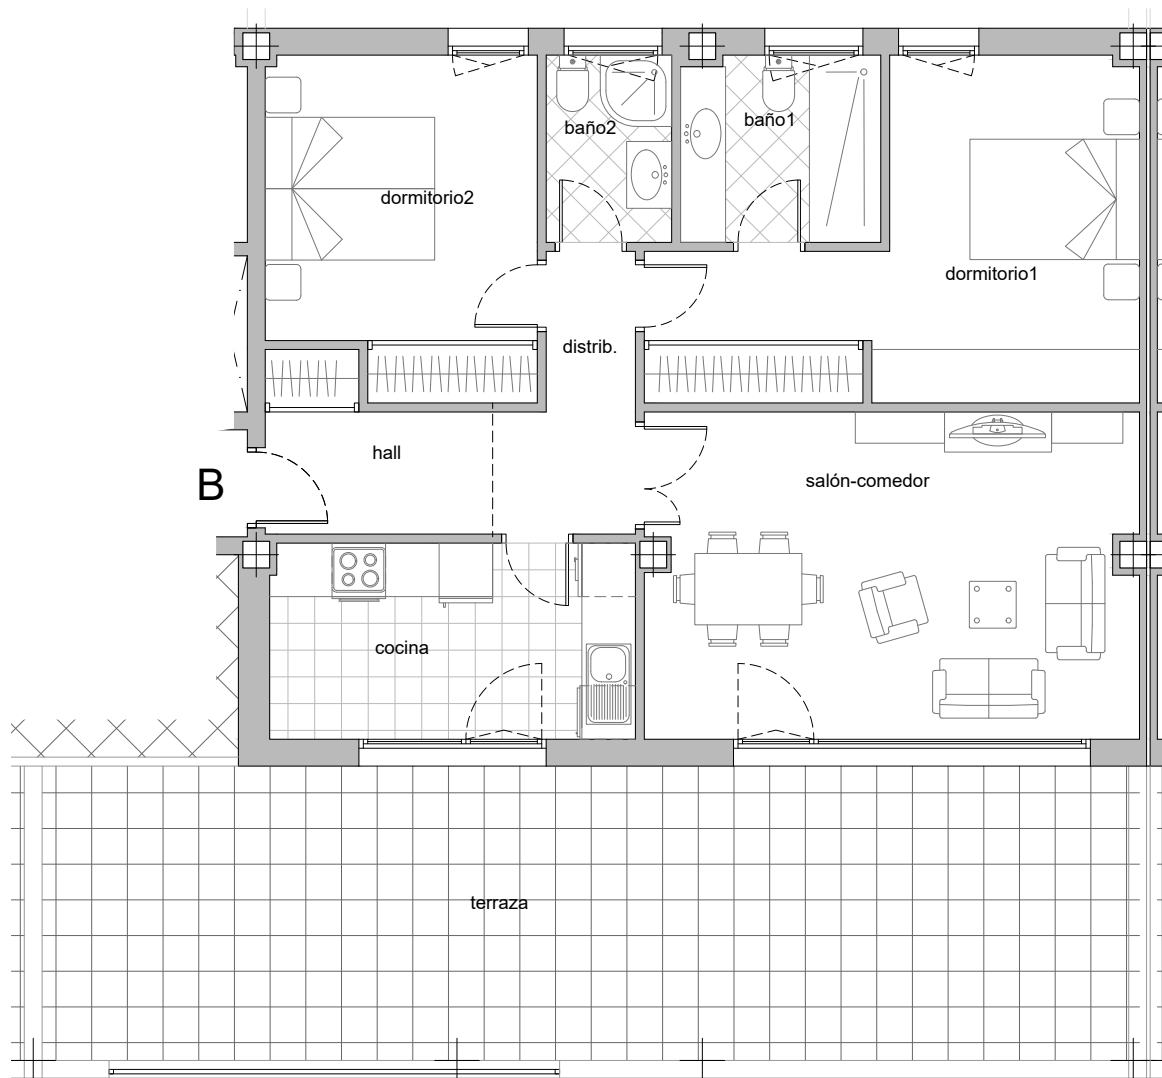 baño2
baño1
dormitorio2
dormitorio1
distrib.
hall
B
salón-comedor
cocina
terraza